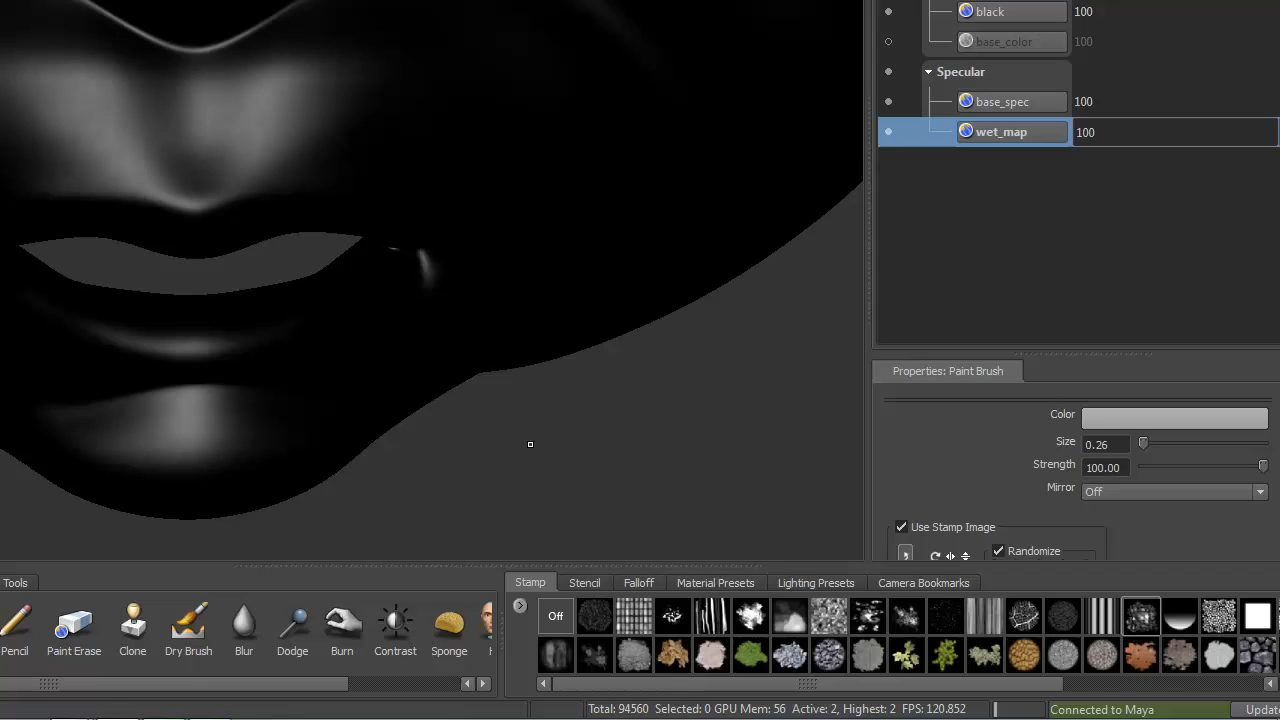 black 100
base_color 100
Specular
base_spec 100
wet_map 100
Properties: Paint Brush
Color
Size 0.26
Strength 100.00
Mirror Off
Use Stamp Image
Randomize
Tools
Stamp Stencil Falloff Material Presets Lighting Presets Camera Bookmarks
Off
Pencil Paint Erase Clone Dry Brush Blur Dodge Burn Contrast Sponge
Total: 94560 Selected: 0 GPU Mem: 56 Active: 2, Highest: 2 FPS: 120.852
Connected to Maya
Updat